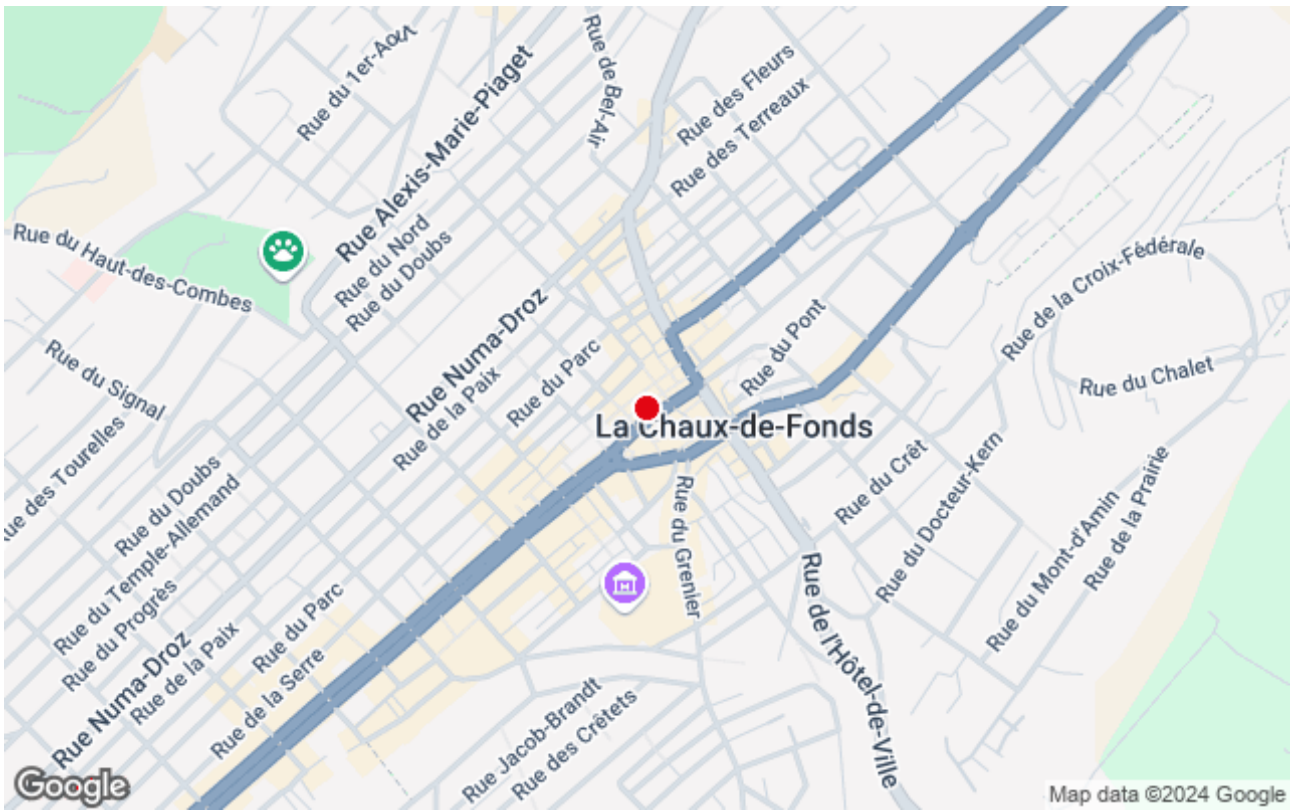 Rue du 1er-Août
Rue Alexis-Marie-Piaget
Rue de Bel-Air
Rue des Fleurs
Rue des Terreaux
Rue du Haut-des-Combes
Rue du Nord
Rue du Doubs
Rue Numa-Droz
Rue de la Paix
Rue du Parc
Rue du Pont
Rue de la Croix-Fédérale
Rue du Chalet
Rue du Signal
La Chaux-de-Fonds
Rue des Tourelles
Rue du Doubs
Rue du Temple-Allemand
Rue du Progrès
Rue Numa-Droz
Rue de la Paix
Rue du Parc
Rue de la Serre
Rue du Grenier
Rue du Crêt
Rue du Docteur-Kern
Rue du Mont-d'Amin
Rue de la Prairie
Rue de l'Hôtel-de-Ville
Rue Jacob-Brandt
Rue des Crêtets
Google
Map data ©2024 Google